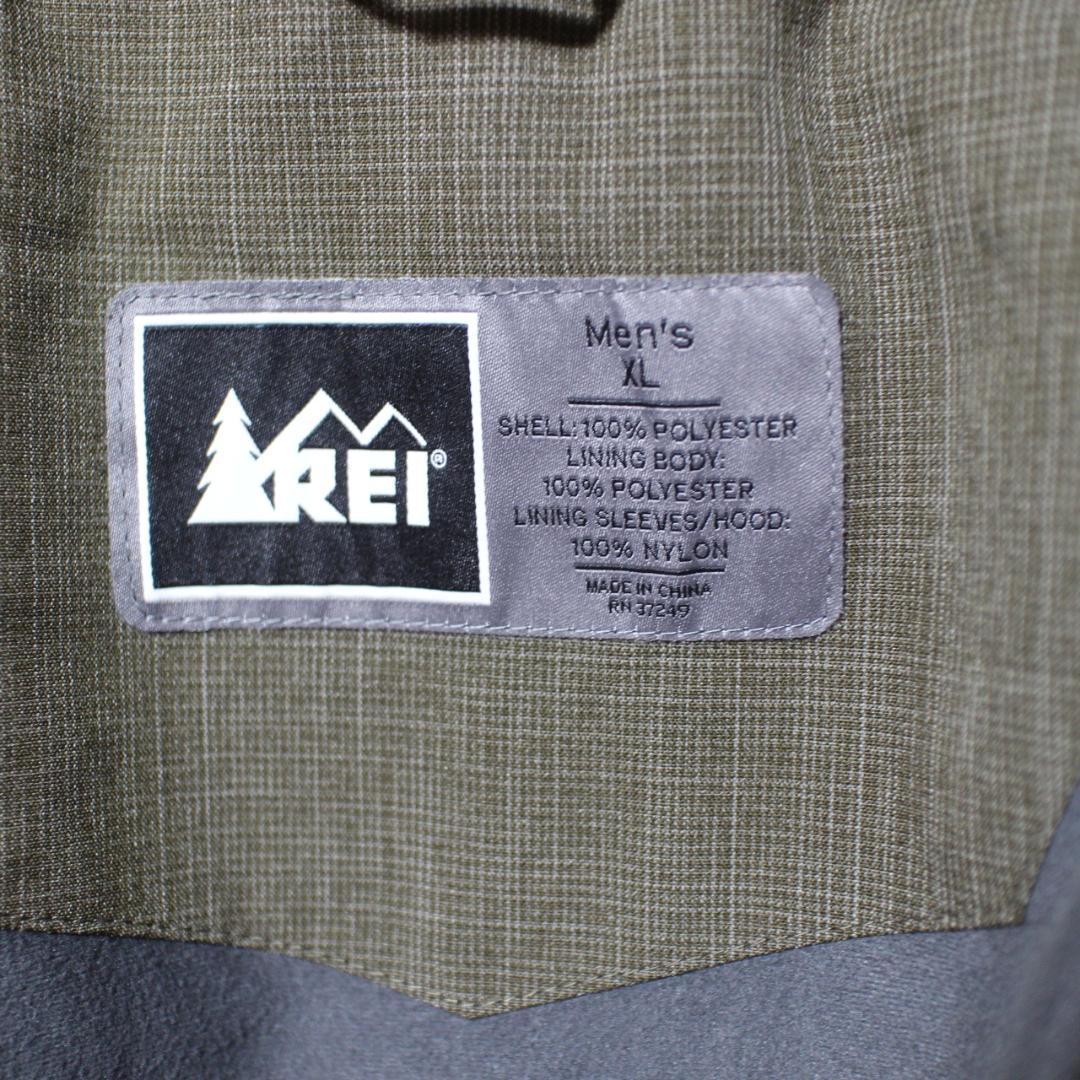 REI®
Men's
XL
SHELL: 100% POLYESTER
LINING BODY:
100% POLYESTER
LINING SLEEVES/HOOD:
100% NYLON
MADE IN CHINA
RN 37249